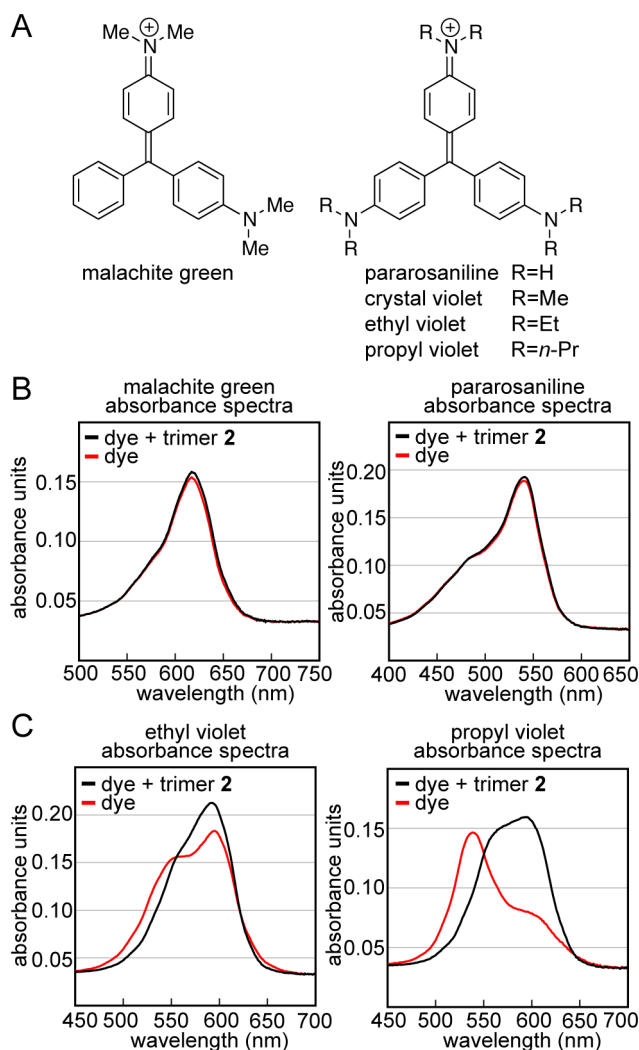 A
Me
⊕
N
Me
N
Me
Me
malachite green
R
⊕
N
R
R
N
R
R
N
R
pararosaniline R=H
crystal violet R=Me
ethyl violet R=Et
propyl violet R=n-Pr
B
malachite green
absorbance spectra
dye + trimer 2
dye
absorbance units
0.15
0.10
0.05
500 550 600 650 700 750
wavelength (nm)
pararosaniline
absorbance spectra
dye + trimer 2
dye
absorbance units
0.20
0.15
0.10
0.05
400 450 500 550 600 650
wavelength (nm)
C
ethyl violet
absorbance spectra
dye + trimer 2
dye
absorbance units
0.20
0.15
0.10
0.05
450 500 550 600 650 700
wavelength (nm)
propyl violet
absorbance spectra
dye + trimer 2
dye
absorbance units
0.15
0.10
0.05
450 500 550 600 650 700
wavelength (nm)